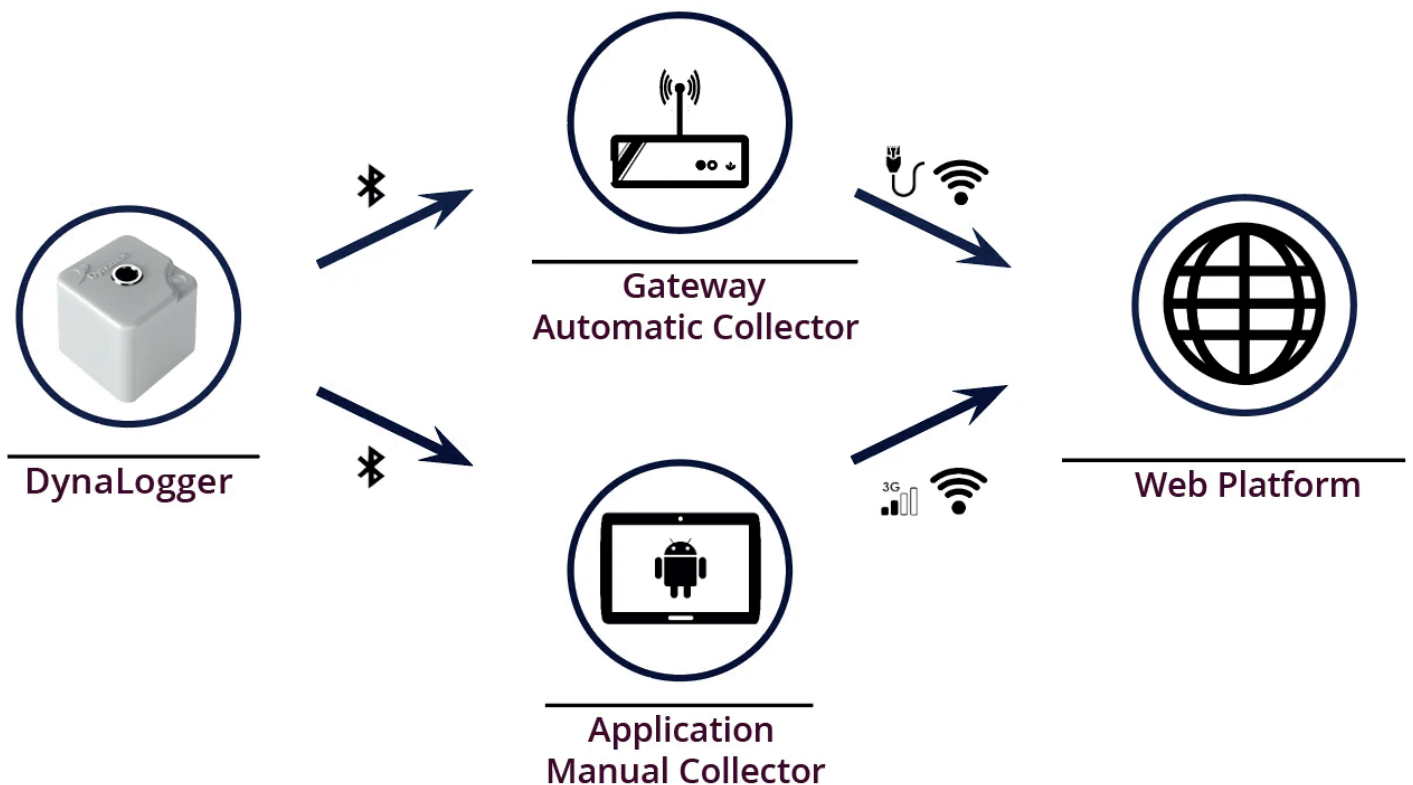 Gateway
Automatic Collector
DynaLogger
3G
Web Platform
Application
Manual Collector